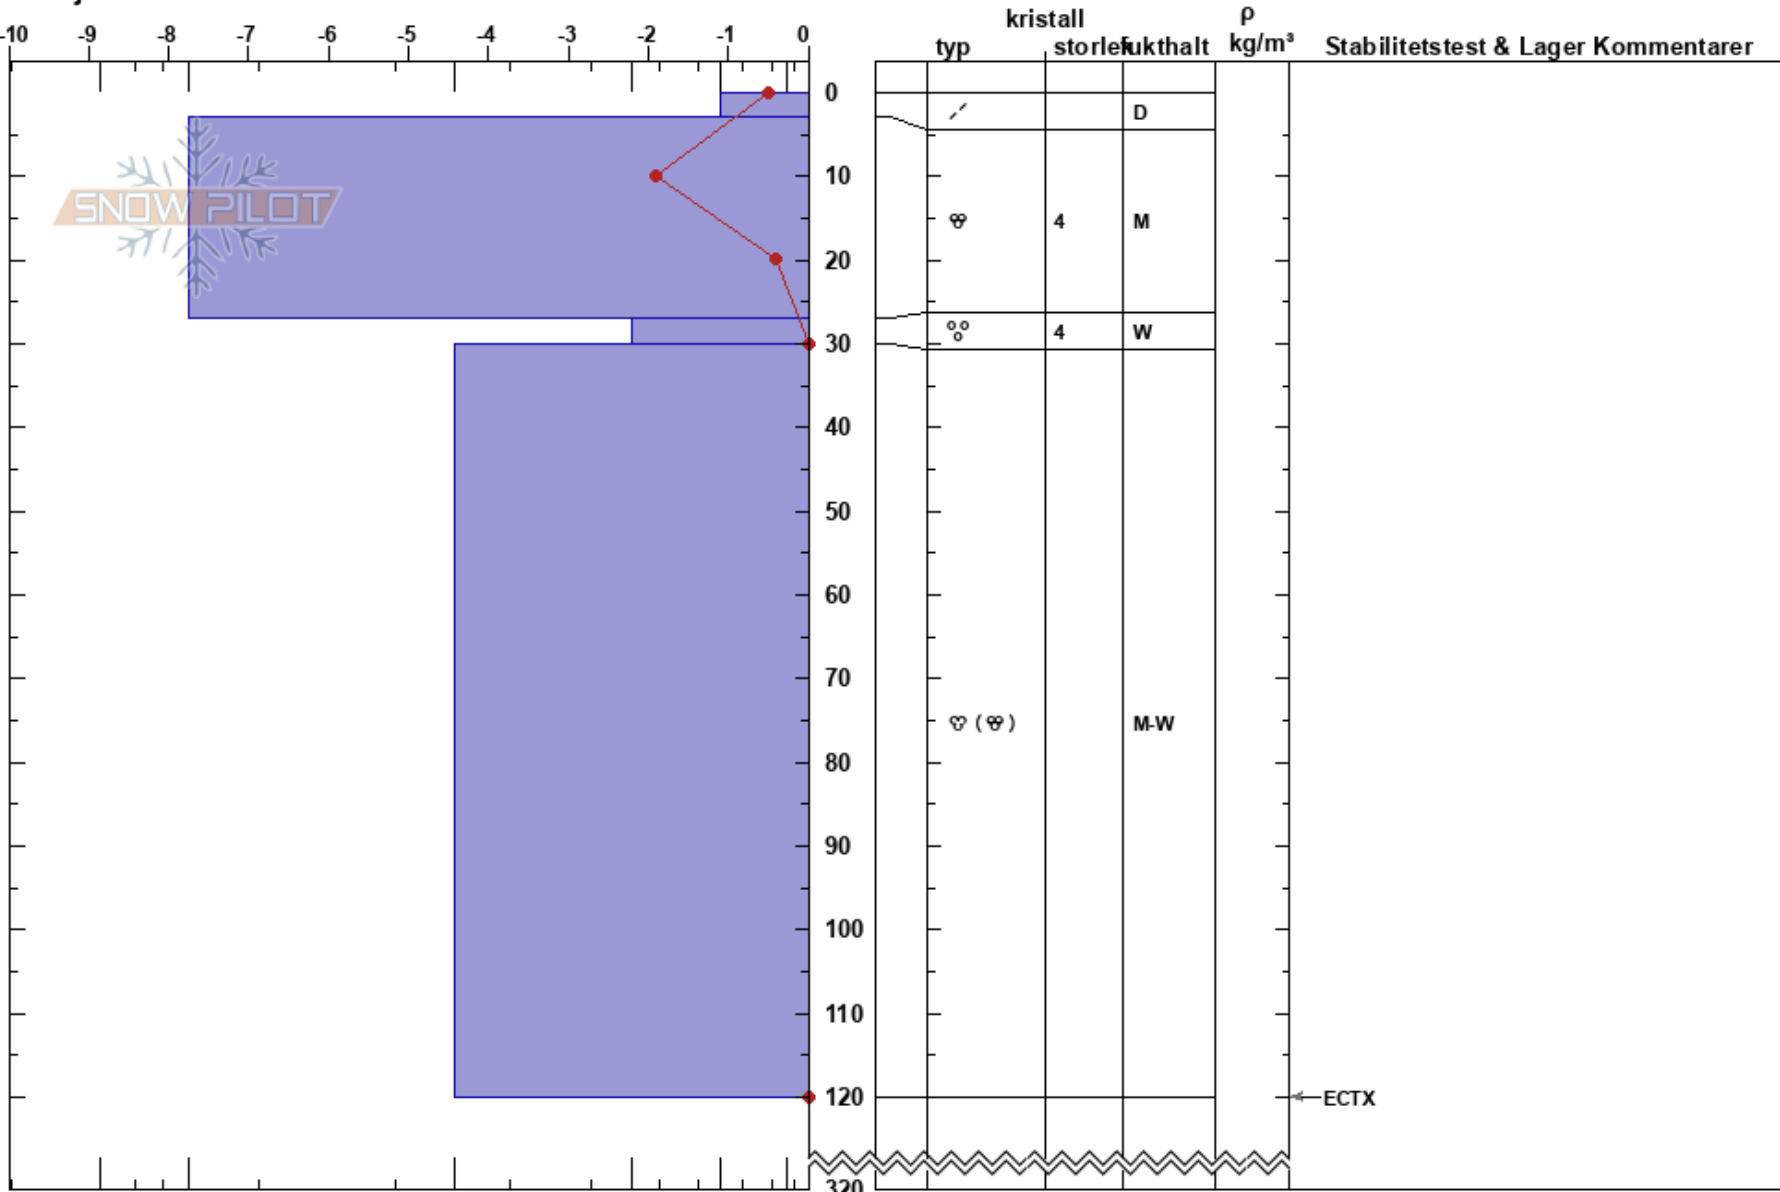 kristall ρ
-10 -9 -8 -7 -6 -5 -4 -3 -2 -1 0 typ storlek fukthalt kg/m³ Stabilitetstest & Lager Kommentarer
0 D
SNOW PILOT
10
4 M
20
4 W
30
40
50
60
70
( ) M-W
80
90
100
110
120 ECTX
320